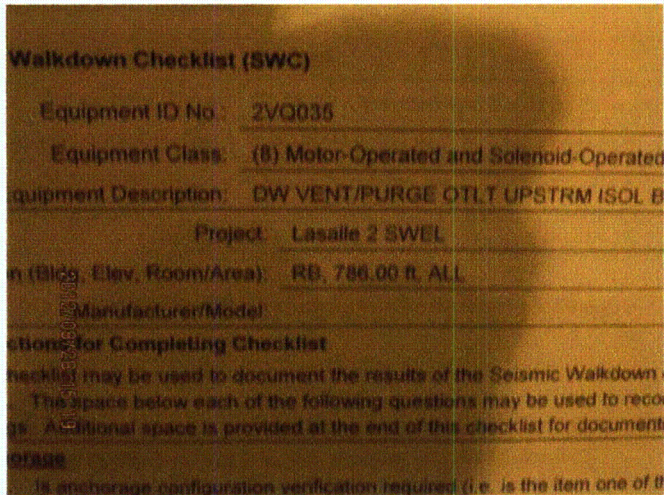 Walkdown Checklist (SWC)
Equipment ID No.: 2VQ035
Equipment Class: (8) Motor-Operated and Solenoid-Operated
quipment Description: DW VENT/PURGE OTLT UPSTRM ISOL B
Project: Lasalle 2 SWEL
n (Bldg, Elev, Room/Area): RB, 786.00 ft, ALL
Manufacturer/Model:
ctions for Completing Checklist
hecklist may be used to document the results of the Seismic Walkdown
The space below each of the following questions may be used to reco
gs. Additional space is provided at the end of this checklist for document
orage
Is anchorage configuration verification required (i.e. is the item one of th